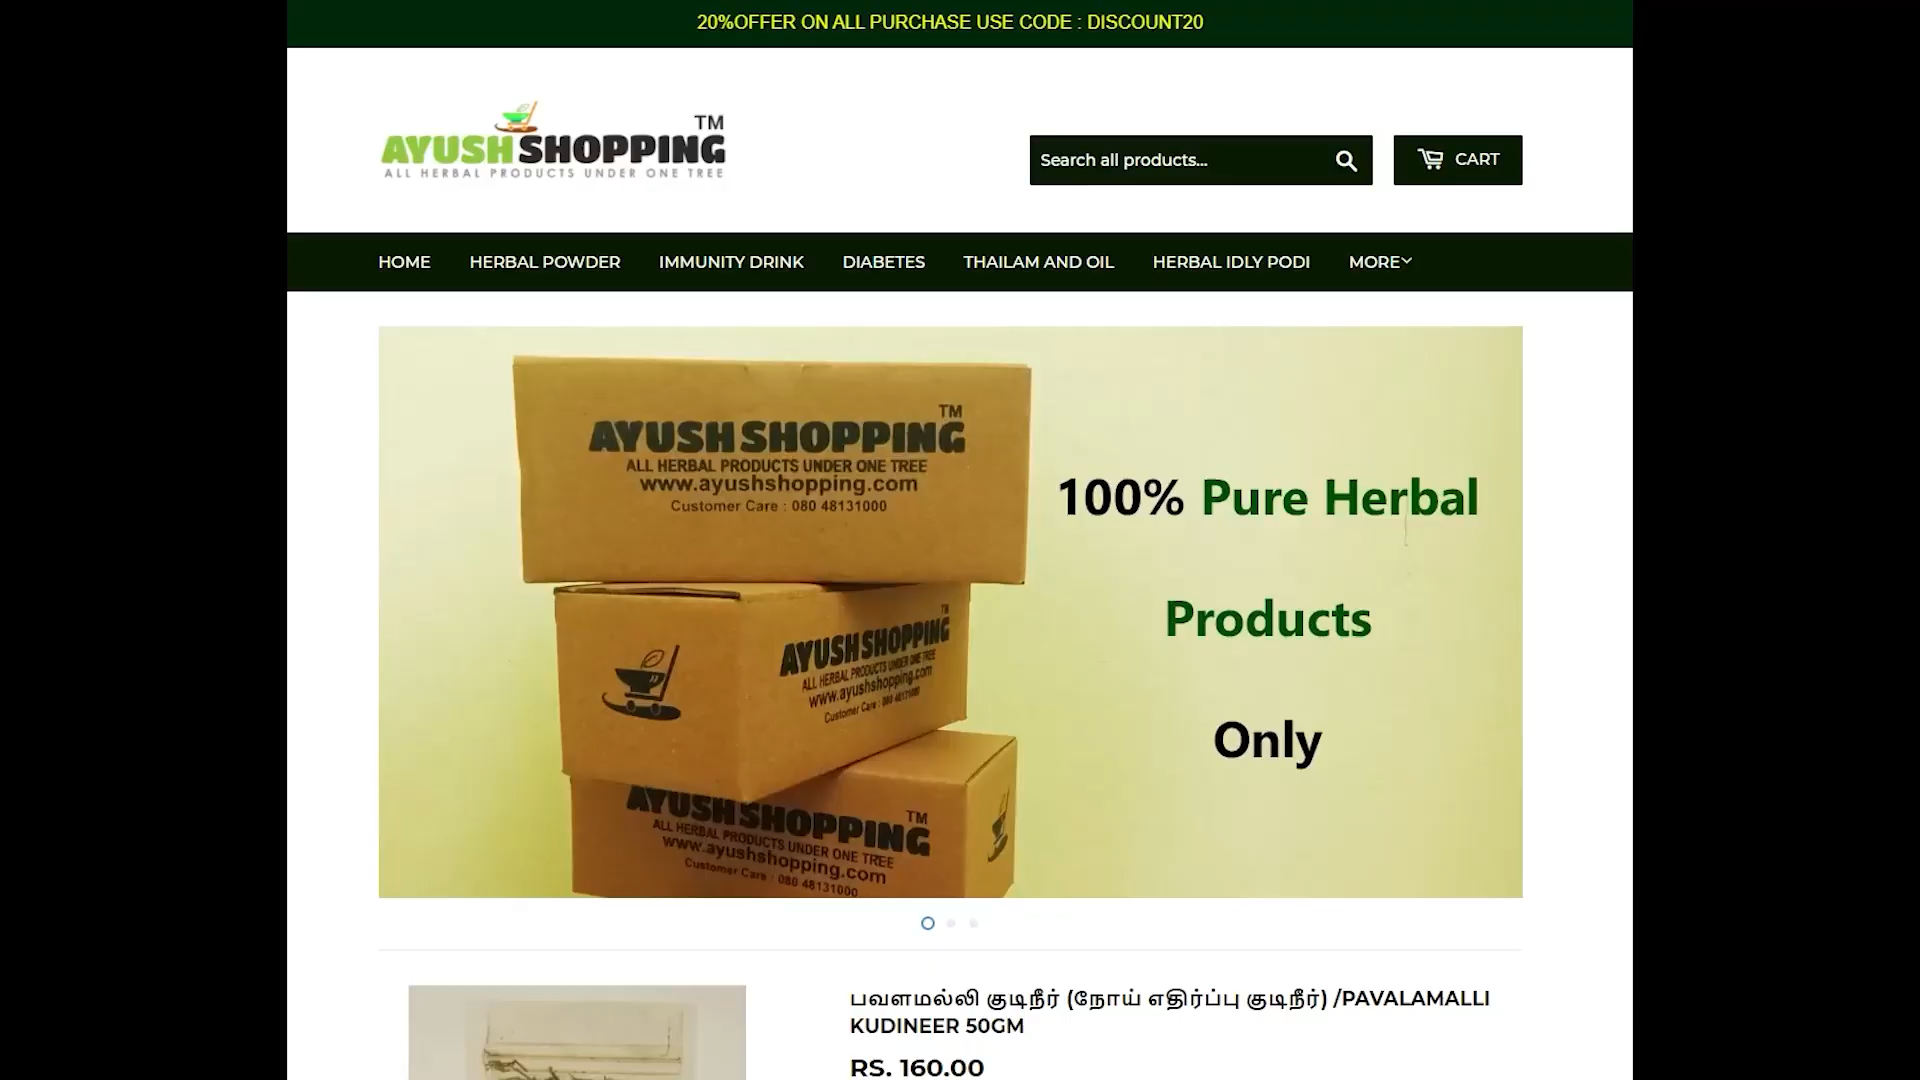 20%OFFER ON ALL PURCHASE USE CODE : DISCOUNT20
AYUSH SHOPPING TM
ALL HERBAL PRODUCTS UNDER ONE TREE
Search all products...
CART
HOME HERBAL POWDER IMMUNITY DRINK DIABETES THAILAM AND OIL HERBAL IDLY PODI MORE
TM
AYUSH SHOPPING
ALL HERBAL PRODUCTS UNDER ONE TREE
www.ayushshopping.com
Customer Care : 080 48131000
100% Pure Herbal
Products
Only
TM
AYUSH SHOPPING
ALL HERBAL PRODUCTS UNDER ONE TREE
www.ayushshopping.com
Customer Care : 080 48131000
TM
AYUSH SHOPPING
ALL HERBAL PRODUCTS UNDER ONE TREE
www.ayushshopping.com
Customer Care : 080 48131000
பவளமல்லி குடிநீர் (நோய் எதிர்ப்பு குடிநீர்) /PAVALAMALLI
KUDINEER 50GM
RS. 160.00